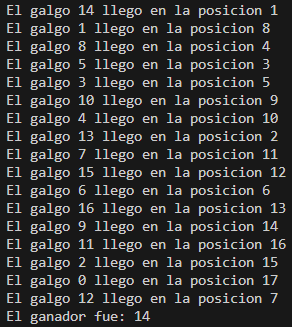 El galgo 14 llego en la posicion 1
El galgo 1 llego en la posicion 8
El galgo 8 llego en la posicion 4
El galgo 5 llego en la posicion 3
El galgo 3 llego en la posicion 5
El galgo 10 llego en la posicion 9
El galgo 4 llego en la posicion 10
El galgo 13 llego en la posicion 2
El galgo 7 llego en la posicion 11
El galgo 15 llego en la posicion 12
El galgo 6 llego en la posicion 6
El galgo 16 llego en la posicion 13
El galgo 9 llego en la posicion 14
El galgo 11 llego en la posicion 16
El galgo 2 llego en la posicion 15
El galgo 0 llego en la posicion 17
El galgo 12 llego en la posicion 7
El ganador fue: 14